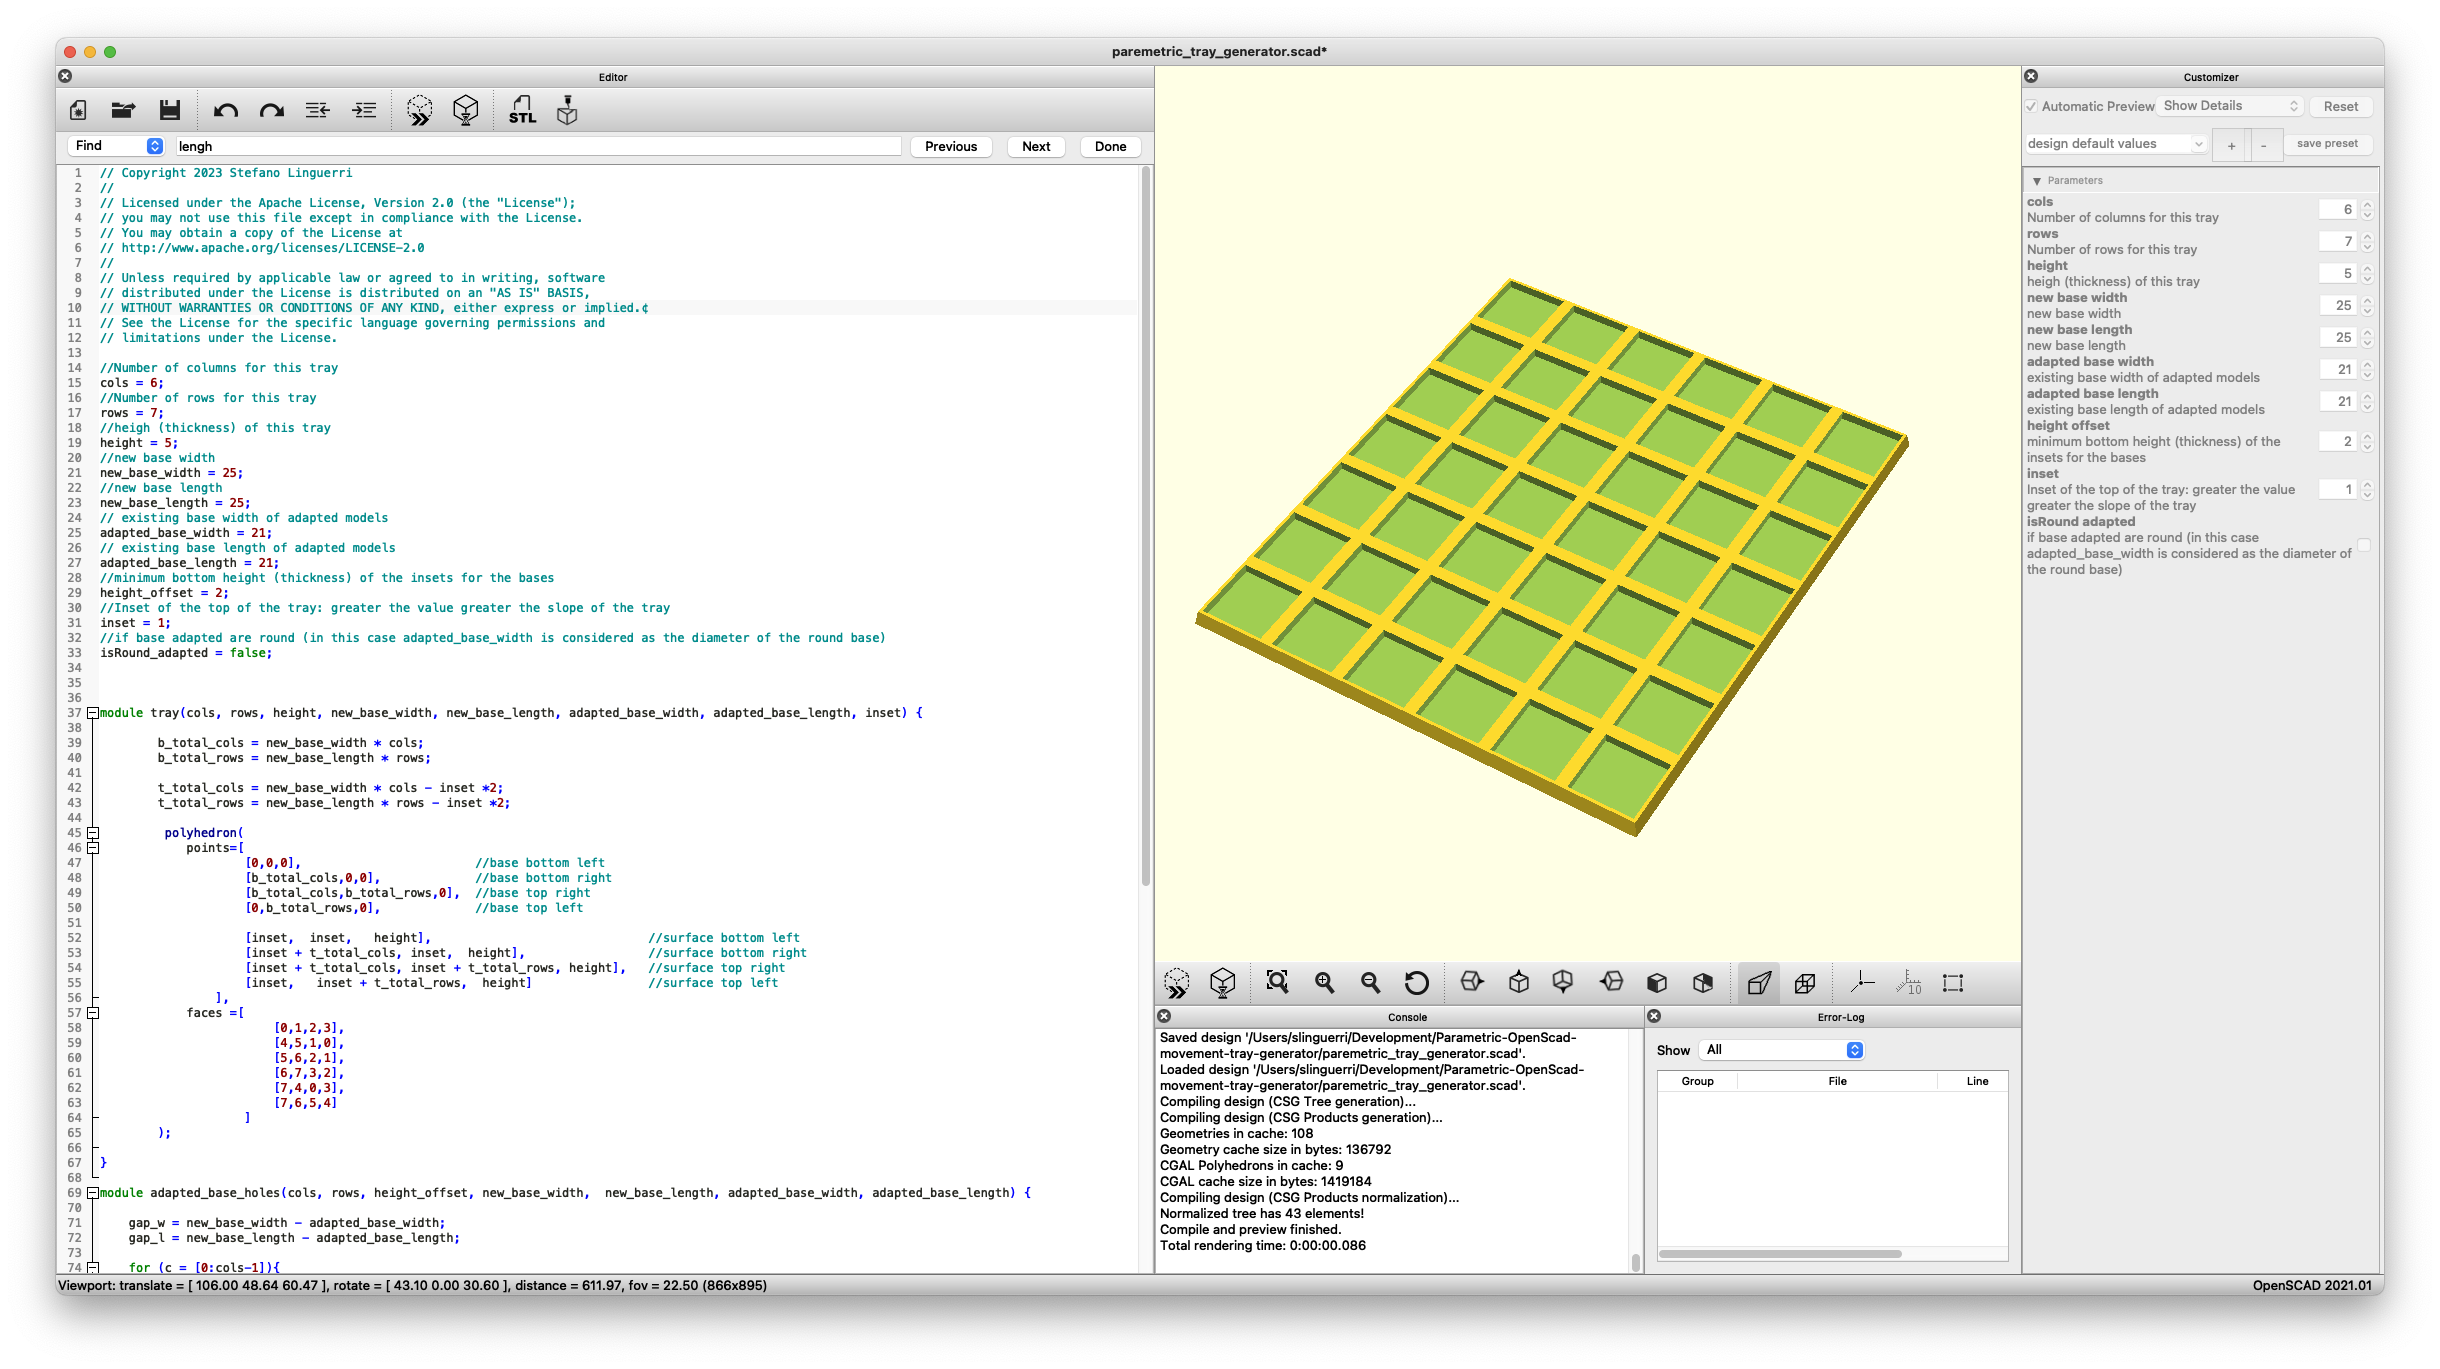 paremetric_tray_generator.scad*
Editor
STL
Find
lengh
Previous
Next
Done
1 // Copyright 2023 Stefano Linguerri
2 //
3 // Licensed under the Apache License, Version 2.0 (the "License");
4 // you may not use this file except in compliance with the License.
5 // You may obtain a copy of the License at
6 // http://www.apache.org/licenses/LICENSE-2.0
7 //
8 // Unless required by applicable law or agreed to in writing, software
9 // distributed under the License is distributed on an "AS IS" BASIS,
10 // WITHOUT WARRANTIES OR CONDITIONS OF ANY KIND, either express or implied.¢
11 // See the License for the specific language governing permissions and
12 // limitations under the License.
13
14 //Number of columns for this tray
15 cols = 6;
16 //Number of rows for this tray
17 rows = 7;
18 //heigh (thickness) of this tray
19 height = 5;
20 //new base width
21 new_base_width = 25;
22 //new base length
23 new_base_length = 25;
24 // existing base width of adapted models
25 adapted_base_width = 21;
26 // existing base length of adapted models
27 adapted_base_length = 21;
28 //minimum bottom height (thickness) of the insets for the bases
29 height_offset = 2;
30 //Inset of the top of the tray: greater the value greater the slope of the tray
31 inset = 1;
32 //if base adapted are round (in this case adapted_base_width is considered as the diameter of the round base)
33 isRound_adapted = false;
34
35
36
37 module tray(cols, rows, height, new_base_width, new_base_length, adapted_base_width, adapted_base_length, inset) {
38
39 b_total_cols = new_base_width * cols;
40 b_total_rows = new_base_length * rows;
41
42 t_total_cols = new_base_width * cols - inset *2;
43 t_total_rows = new_base_length * rows - inset *2;
44
45 polyhedron(
46 points=[
47 [0,0,0], //base bottom left
48 [b_total_cols,0,0], //base bottom right
49 [b_total_cols,b_total_rows,0], //base top right
50 [0,b_total_rows,0], //base top left
51
52 [inset, inset, height], //surface bottom left
53 [inset + t_total_cols, inset, height], //surface bottom right
54 [inset + t_total_cols, inset + t_total_rows, height], //surface top right
55 [inset, inset + t_total_rows, height] //surface top left
56 ],
57 faces =[
58 [0,1,2,3],
59 [4,5,1,0],
60 [5,6,2,1],
61 [6,7,3,2],
62 [7,4,0,3],
63 [7,6,5,4]
64 ]
65 );
66
67 }
68
69 module adapted_base_holes(cols, rows, height_offset, new_base_width, new_base_length, adapted_base_width, adapted_base_length) {
70
71 gap_w = new_base_width - adapted_base_width;
72 gap_l = new_base_length - adapted_base_length;
73
74 for (c = [0:cols-1]){
10
Console
Saved design '/Users/slinguerri/Development/Parametric-OpenScad-
movement-tray-generator/paremetric_tray_generator.scad'.
Loaded design '/Users/slinguerri/Development/Parametric-OpenScad-
movement-tray-generator/paremetric_tray_generator.scad'.
Compiling design (CSG Tree generation)...
Compiling design (CSG Products generation)...
Geometries in cache: 108
Geometry cache size in bytes: 136792
CGAL Polyhedrons in cache: 9
CGAL cache size in bytes: 1419184
Compiling design (CSG Products normalization)...
Normalized tree has 43 elements!
Compile and preview finished.
Total rendering time: 0:00:00.086
Error-Log
Show All
Group File Line
Customizer
Automatic Preview
Show Details
Reset
design default values
+
-
save preset
Parameters
cols
Number of columns for this tray
6
rows
Number of rows for this tray
7
height
heigh (thickness) of this tray
5
new base width
new base width
25
new base length
new base length
25
adapted base width
existing base width of adapted models
21
adapted base length
existing base length of adapted models
21
height offset
minimum bottom height (thickness) of the
insets for the bases
2
inset
Inset of the top of the tray: greater the value
greater the slope of the tray
1
isRound adapted
if base adapted are round (in this case
adapted_base_width is considered as the diameter of
the round base)
Viewport: translate = [ 106.00 48.64 60.47 ], rotate = [ 43.10 0.00 30.60 ], distance = 611.97, fov = 22.50 (866x895)
OpenSCAD 2021.01